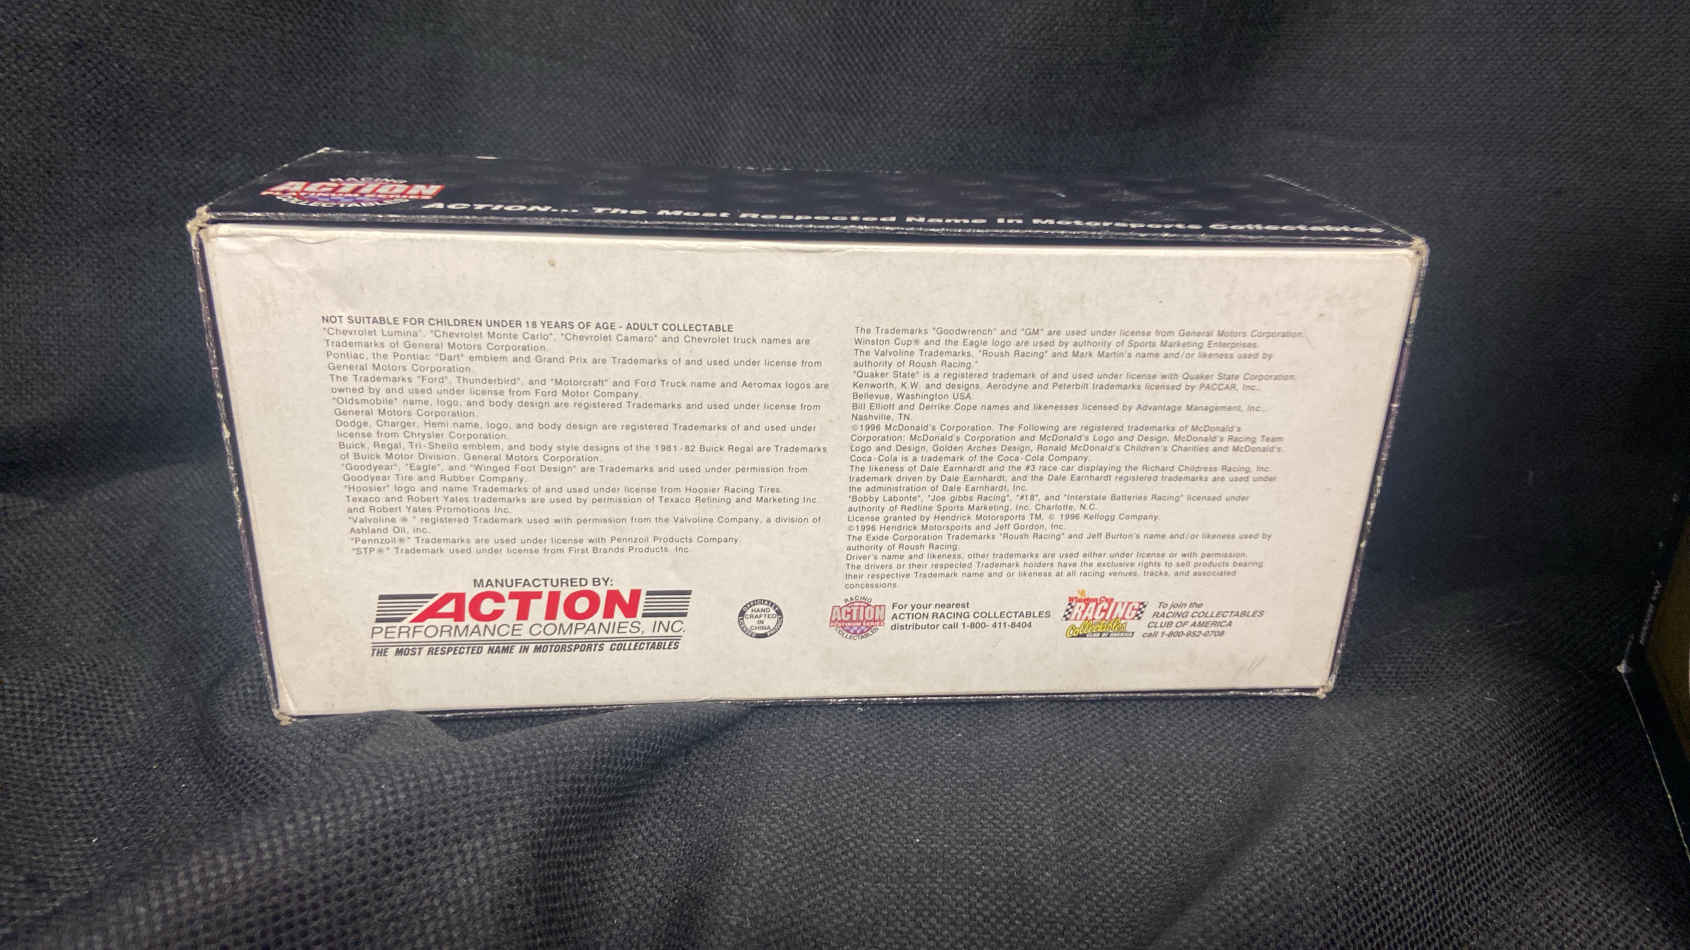 RACING
ACTION
PLATINUM SERIES
COLLECTABLES
ACTION... The Most Respected Name In Motorsports Collectables
NOT SUITABLE FOR CHILDREN UNDER 18 YEARS OF AGE - ADULT COLLECTABLE
"Chevrolet Lumina", "Chevrolet Monte Carlo", "Chevrolet Camaro" and Chevrolet truck names are
Trademarks of General Motors Corporation.
Pontiac, the Pontiac "Dart" emblem and Grand Prix are Trademarks of and used under license from
General Motors Corporation.
The Trademarks "Ford", Thunderbird", and "Motorcraft" and Ford Truck name and Aeromax logos are
owned by and used under license from Ford Motor Company.
"Oldsmobile" name, logo, and body design are registered Trademarks and used under license from
General Motors Corporation.
Dodge, Charger, Hemi name, logo, and body design are registered Trademarks of and used under
license from Chrysler Corporation.
Buick, Regal, Tri-Sheilo emblem, and body style designs of the 1981-82 Buick Regal are Trademarks
of Buick Motor Division, General Motors Corporation.
"Goodyear", "Eagle", and "Winged Foot Design" are Trademarks and used under permission from
Goodyear Tire and Rubber Company.
"Hoosier" logo and name Trademarks of and used under license from Hoosier Racing Tires.
Texaco and Robert Yates trademarks are used by permission of Texaco Refining and Marketing Inc.
and Robert Yates Promotions Inc.
"Valvoline ® " registered Trademark used with permission from the Valvoline Company, a division of
Ashland Oil, inc.
"Pennzoil®" Trademarks are used under license with Pennzoil Products Company.
"STP®" Trademark used under license from First Brands Products, Inc.
MANUFACTURED BY:
ACTION
PERFORMANCE COMPANIES, INC.
THE MOST RESPECTED NAME IN MOTORSPORTS COLLECTABLES
OFFICIALLY
HAND
CRAFTED
IN
CHINA
The Trademarks "Goodwrench" and "GM" are used under license from General Motors Corporation.
Winston Cup® and the Eagle logo are used by authority of Sports Marketing Enterprises.
The Valvoline Trademarks, "Roush Racing" and Mark Martin's name and/or likeness used by
authority of Roush Racing."
"Quaker State" is a registered trademark of and used under license with Quaker State Corporation.
Kenworth, K.W. and designs, Aerodyne and Peterbilt trademarks licensed by PACCAR, Inc.,
Bellevue, Washington USA.
Bill Elliott and Derrike Cope names and likenesses licensed by Advantage Management, Inc.,
Nashville, TN.
©1996 McDonald's Corporation. The Following are registered trademarks of McDonald's
Corporation: McDonald's Corporation and McDonald's Logo and Design, McDonald's Racing Team
Logo and Design, Golden Arches Design, Ronald McDonald's Children's Charities and McDonald's.
Coca-Cola is a trademark of the Coca-Cola Company.
The likeness of Dale Earnhardt and the #3 race car displaying the Richard Childress Racing, Inc.
trademark driven by Dale Earnhardt, and the Dale Earnhardt registered trademarks are used under
the administration of Dale Earnhardt, Inc.
"Bobby Labonte", "Joe gibbs Racing", "#18", and "Interstate Batteries Racing" licensed under
authority of Redline Sports Marketing, Inc. Charlotte, N.C.
License granted by Hendrick Motorsports TM, © 1996 Kellogg Company.
©1996 Hendrick Motorsports and Jeff Gordon, Inc.
The Exide Corporation Trademarks "Roush Racing" and Jeff Burton's name and/or likeness used by
authority of Roush Racing.
Driver's name and likeness, other trademarks are used either under license or with permission.
The drivers or their respected Trademark holders have the exclusive rights to sell products bearing
their respective Trademark name and or likeness at all racing venues, tracks, and associated
concessions.
RACING
ACTION
PLATINUM SERIES
COLLECTABLES
For your nearest
ACTION RACING COLLECTABLES
distributor call 1-800- 411-8404
Winston Cup
RACING
Collectibles
CLUB OF AMERICA
To join the
RACING COLLECTABLES
CLUB OF AMERICA
call 1-800-952-0708